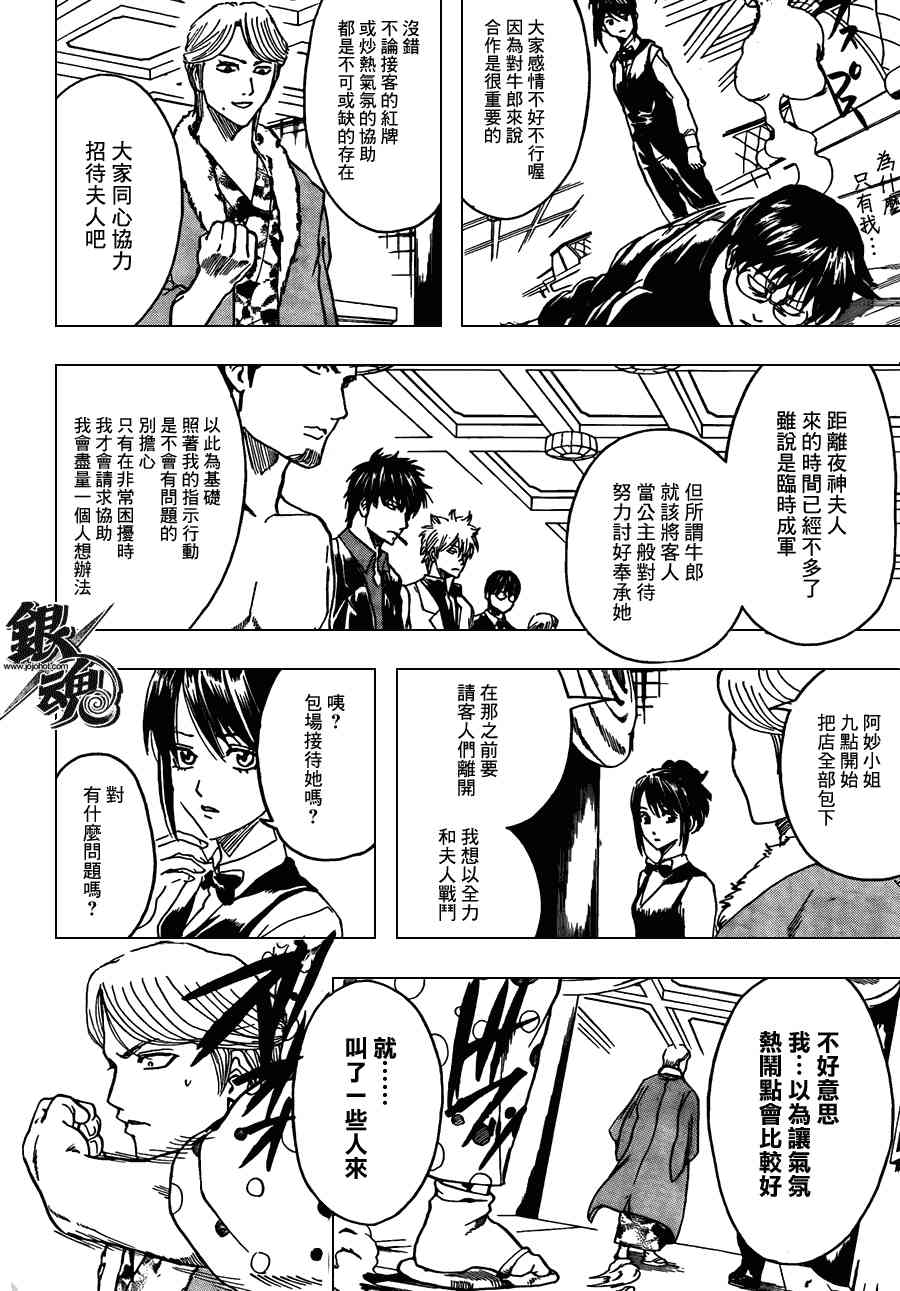 大家感情不好不行喔
因為對牛郎來說
合作是很重要的
為什麼
只有我…
沒錯
不論接客的紅牌
或炒熱氣氛的協助
都是不可或缺的存在
大家同心協力
招待夫人吧
距離夜神夫人
來的時間已經不多了
雖說是臨時成軍
但所謂牛郎
就該將客人
當公主般對待
努力討好奉承她
以此為基礎
照著我的指示行動
是不會有問題的
別擔心
只有在非常困擾時
我才會請求協助
我會盡量一個人想辦法
銀魂
www.jojohot.com
阿妙小姐
九點開始
把店全部包下
在那之前要
請客人們離開
我想以全力
和夫人戰鬥
咦?
包場接待她嗎?
對
有什麼問題嗎?
不好意思
我…以為讓氣氛
熱鬧點會比較好
就……
叫了一些人來